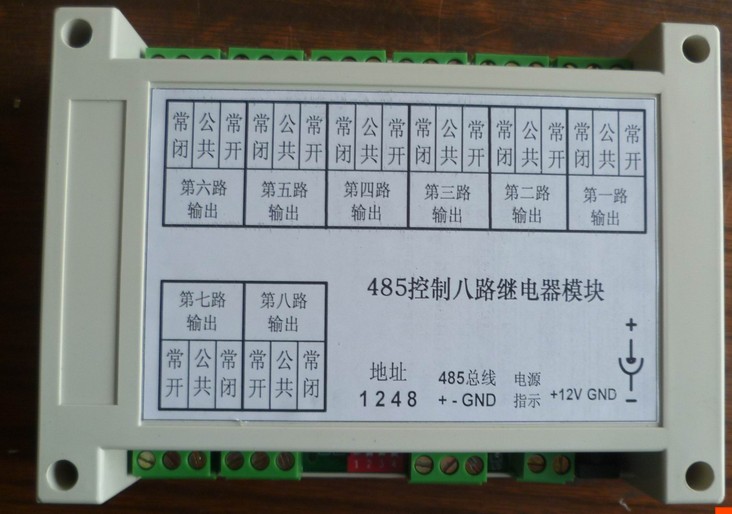 常闭 公共 常开 常闭 公共 常开 常闭 公共 常开 常闭 公共 常开 常闭 公共 常开 常闭 公共 常开
第六路输出 第五路输出 第四路输出 第三路输出 第二路输出 第一路输出
485控制八路继电器模块
第七路输出 第八路输出
常开 公共 常闭 常开 公共 常闭
+
地址 485总线 电源
1 2 4 8 + - GND 指示 +12V GND
-